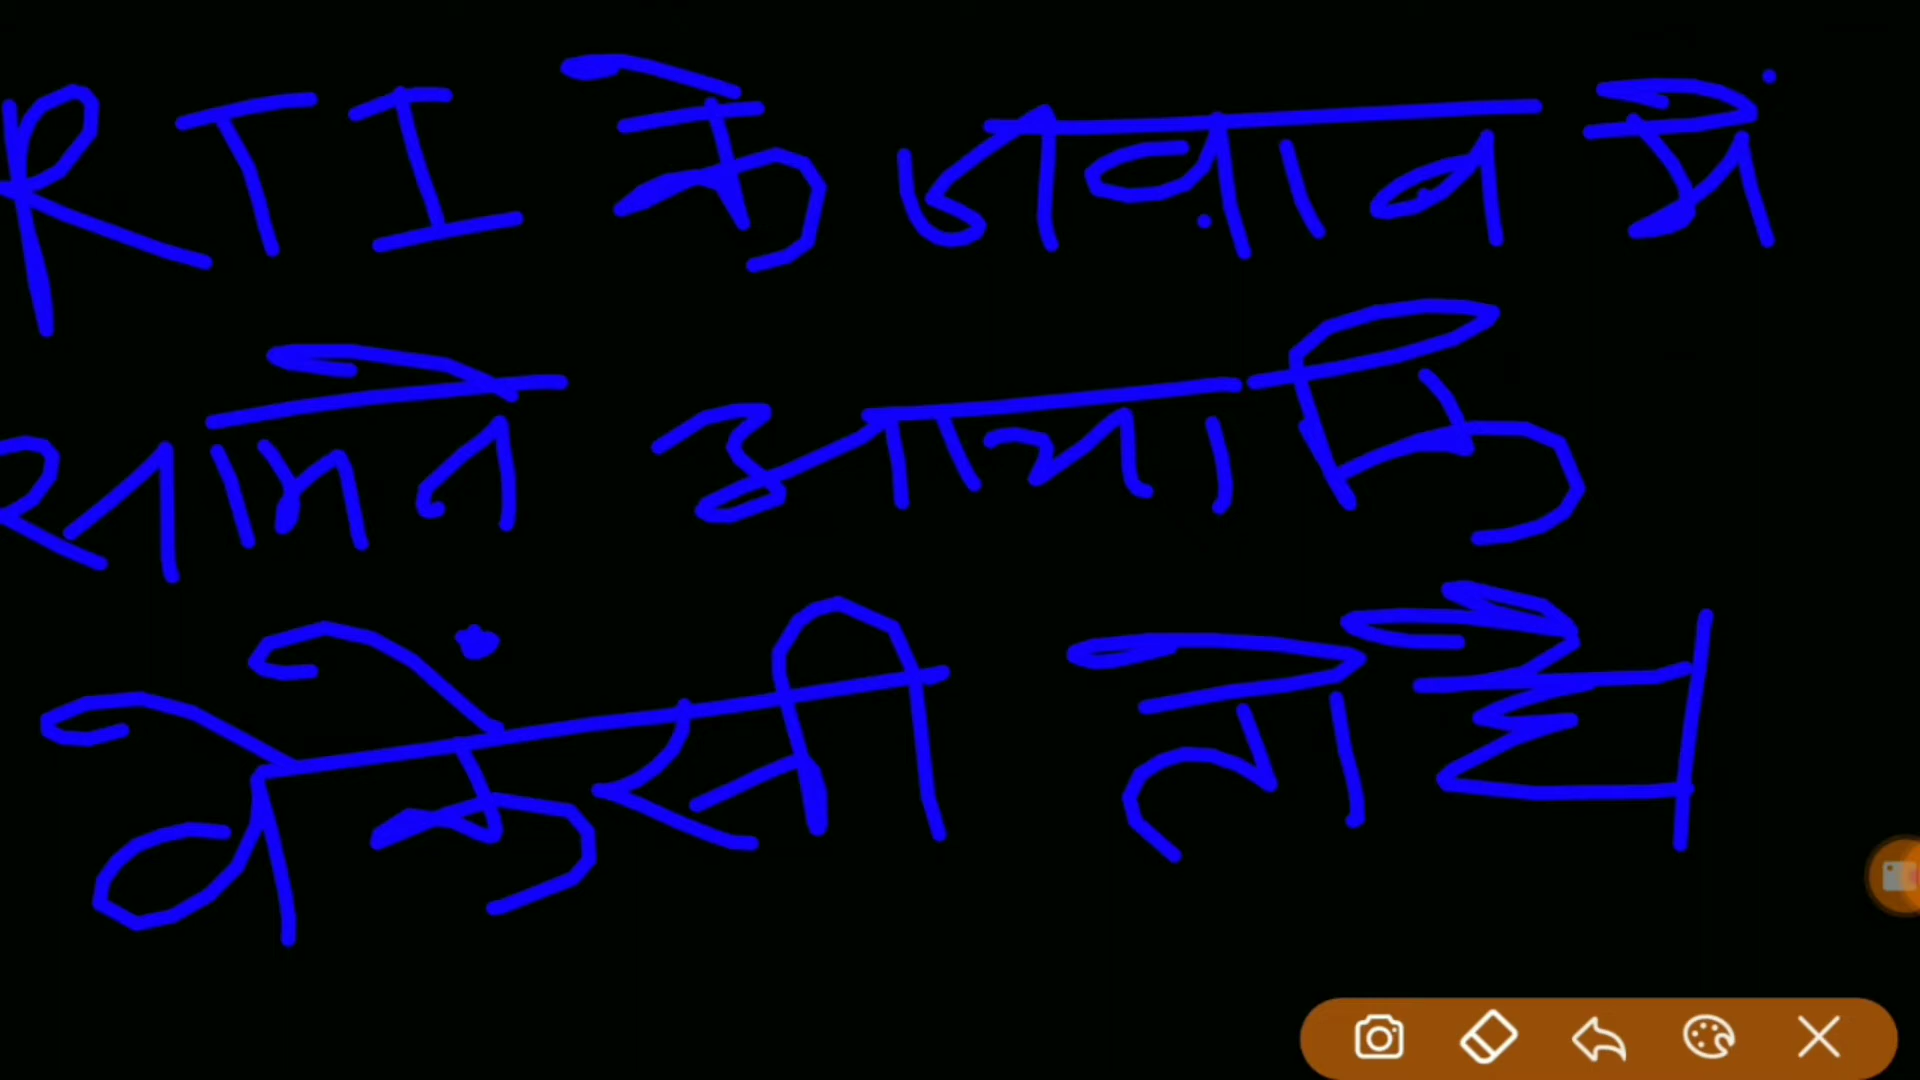 RTI के जवाब में
सामने आया कि
वेकेंसी तो है।